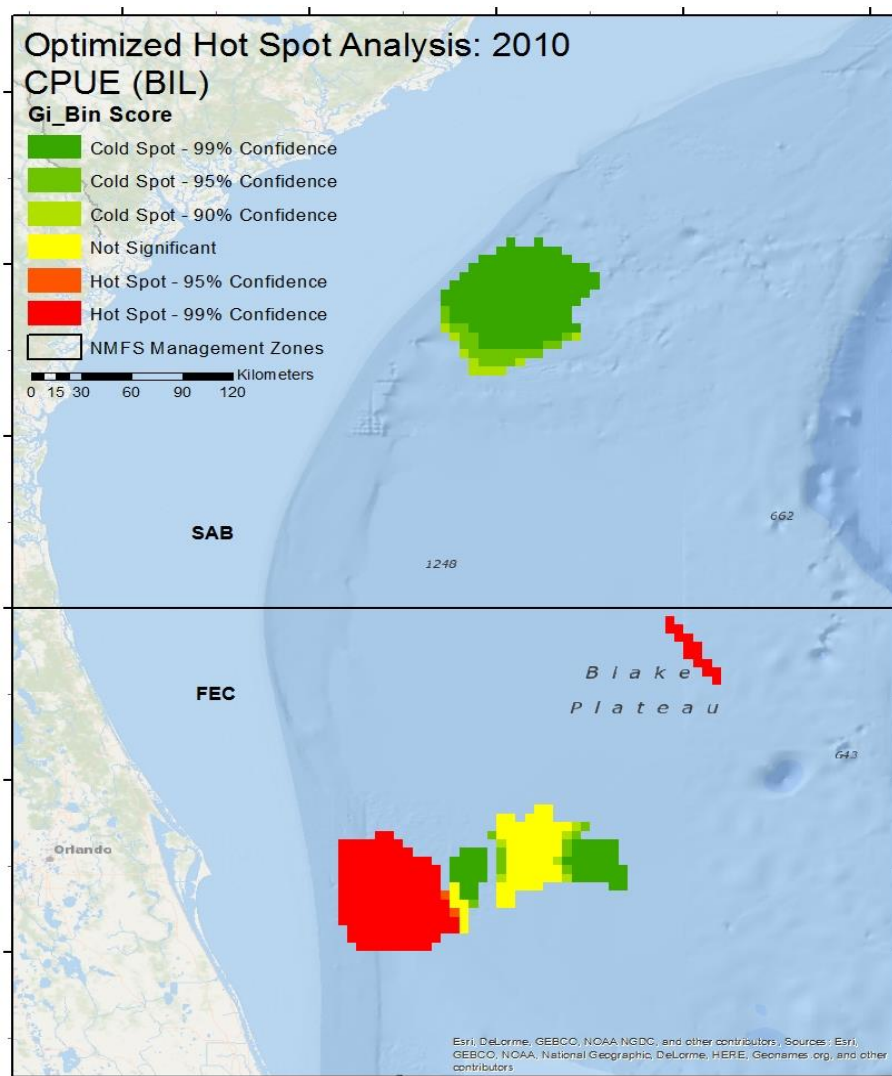 Optimized Hot Spot Analysis: 2010
CPUE (BIL)
Gi_Bin Score
Cold Spot - 99% Confidence
Cold Spot - 95% Confidence
Cold Spot - 90% Confidence
Not Significant
Hot Spot - 95% Confidence
Hot Spot - 99% Confidence
NMFS Management Zones
Kilometers
0 15 30 60 90 120
SAB
662
1248
FEC
Blake
Plateau
643
Orlando
Esri, DeLorme, GEBCO, NOAA NGDC, and other contributors, Sources: Esri,
GEBCO, NOAA, National Geographic, DeLorme, HERE, Geonames.org, and other
contributors